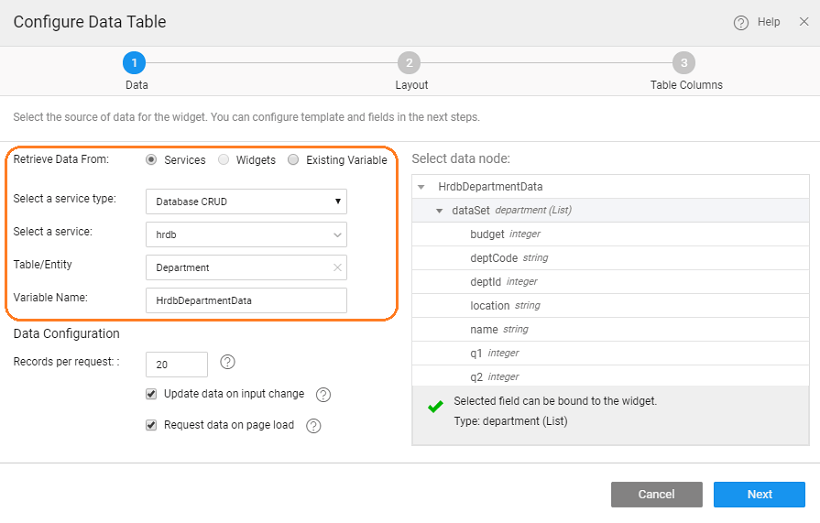 Configure Data Table
? Help ×
1 2 3
Data Layout Table Columns
Select the source of data for the widget. You can configure template and fields in the next steps.
Retrieve Data From: Services Widgets Existing Variable
Select a service type: Database CRUD
Select a service: hrdb
Table/Entity Department ×
Variable Name: HrdbDepartmentData
Data Configuration
Records per request: : 20 ?
Update data on input change ?
Request data on page load ?
Select data node:
HrdbDepartmentData
dataSet department (List)
budget integer
deptCode string
deptId integer
location string
name string
q1 integer
q2 integer
Selected field can be bound to the widget.
Type: department (List)
Cancel Next